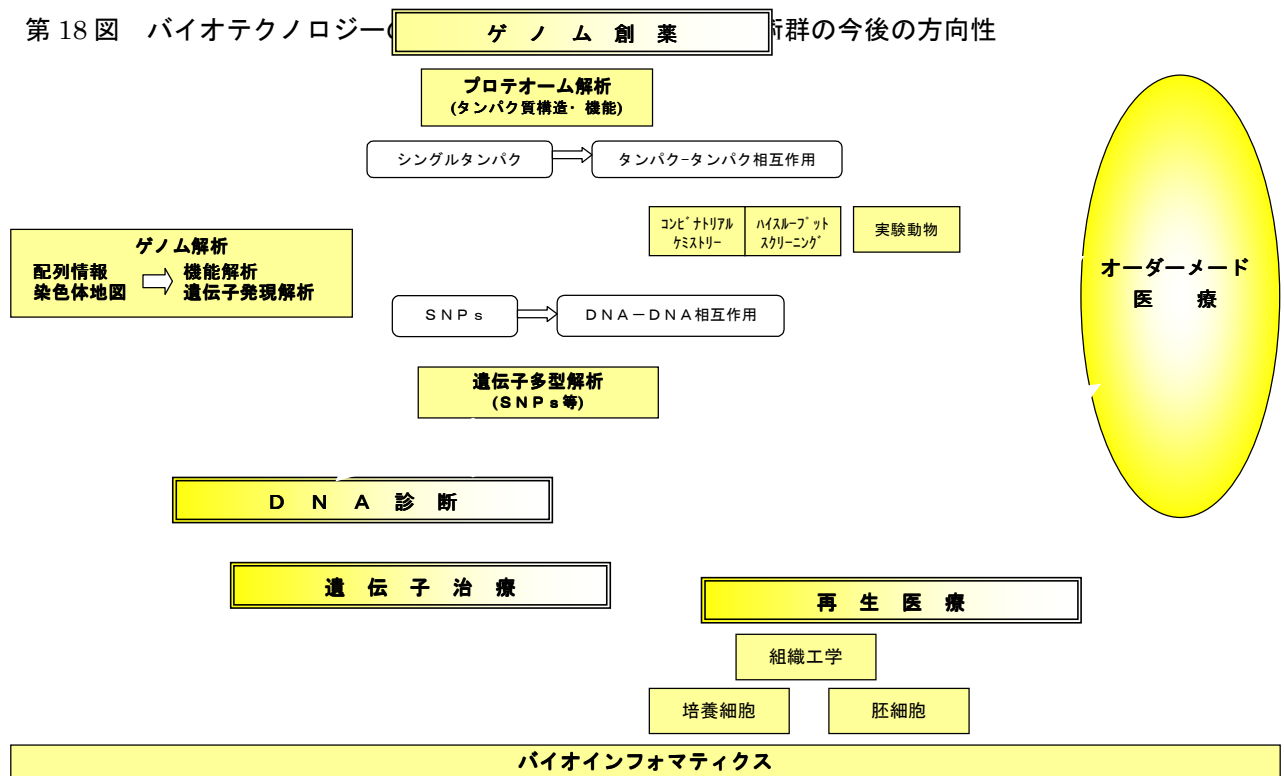 第 18 図　バイオテクノロジー
ゲ ノ ム 創 薬
術群の今後の方向性
プロテオーム解析
(タンパク質構造・機能)
シングルタンパク
タンパク-タンパク相互作用
ｺﾝﾋﾞﾅﾄﾘｱﾙ
ｹﾐｽﾄﾘｰ
ﾊｲｽﾙｰﾌﾟｯﾄ
ｽｸﾘｰﾆﾝｸﾞ
実験動物
ゲノム解析
配列情報
染色体地図
機能解析
遺伝子発現解析
オーダーメード
医　療
ＳＮＰｓ
ＤＮＡ－ＤＮＡ相互作用
遺伝子多型解析
(ＳＮＰｓ等)
Ｄ Ｎ Ａ 診 断
遺 伝 子 治 療
再 生 医 療
組織工学
培養細胞
胚細胞
バイオインフォマティクス